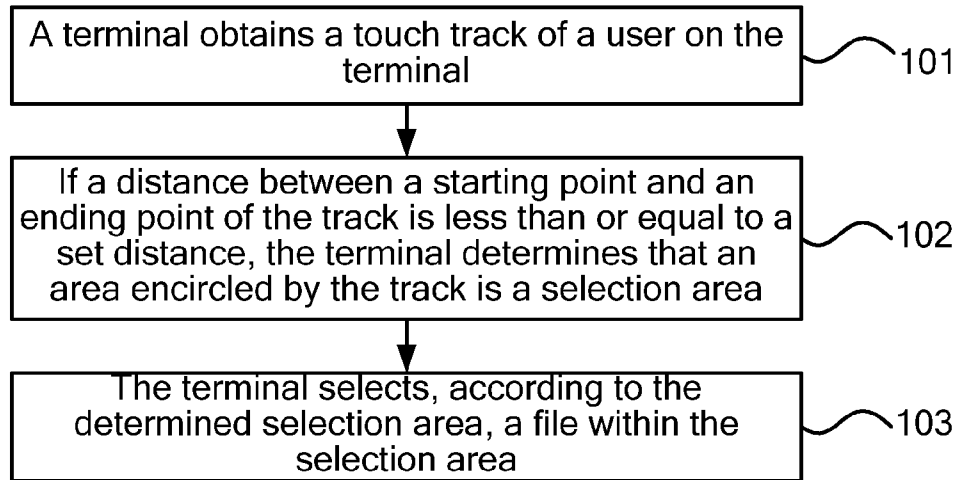 A terminal obtains a touch track of a user on the
terminal
101
If a distance between a starting point and an
ending point of the track is less than or equal to a
set distance, the terminal determines that an
area encircled by the track is a selection area
102
The terminal selects, according to the
determined selection area, a file within the
selection area
103